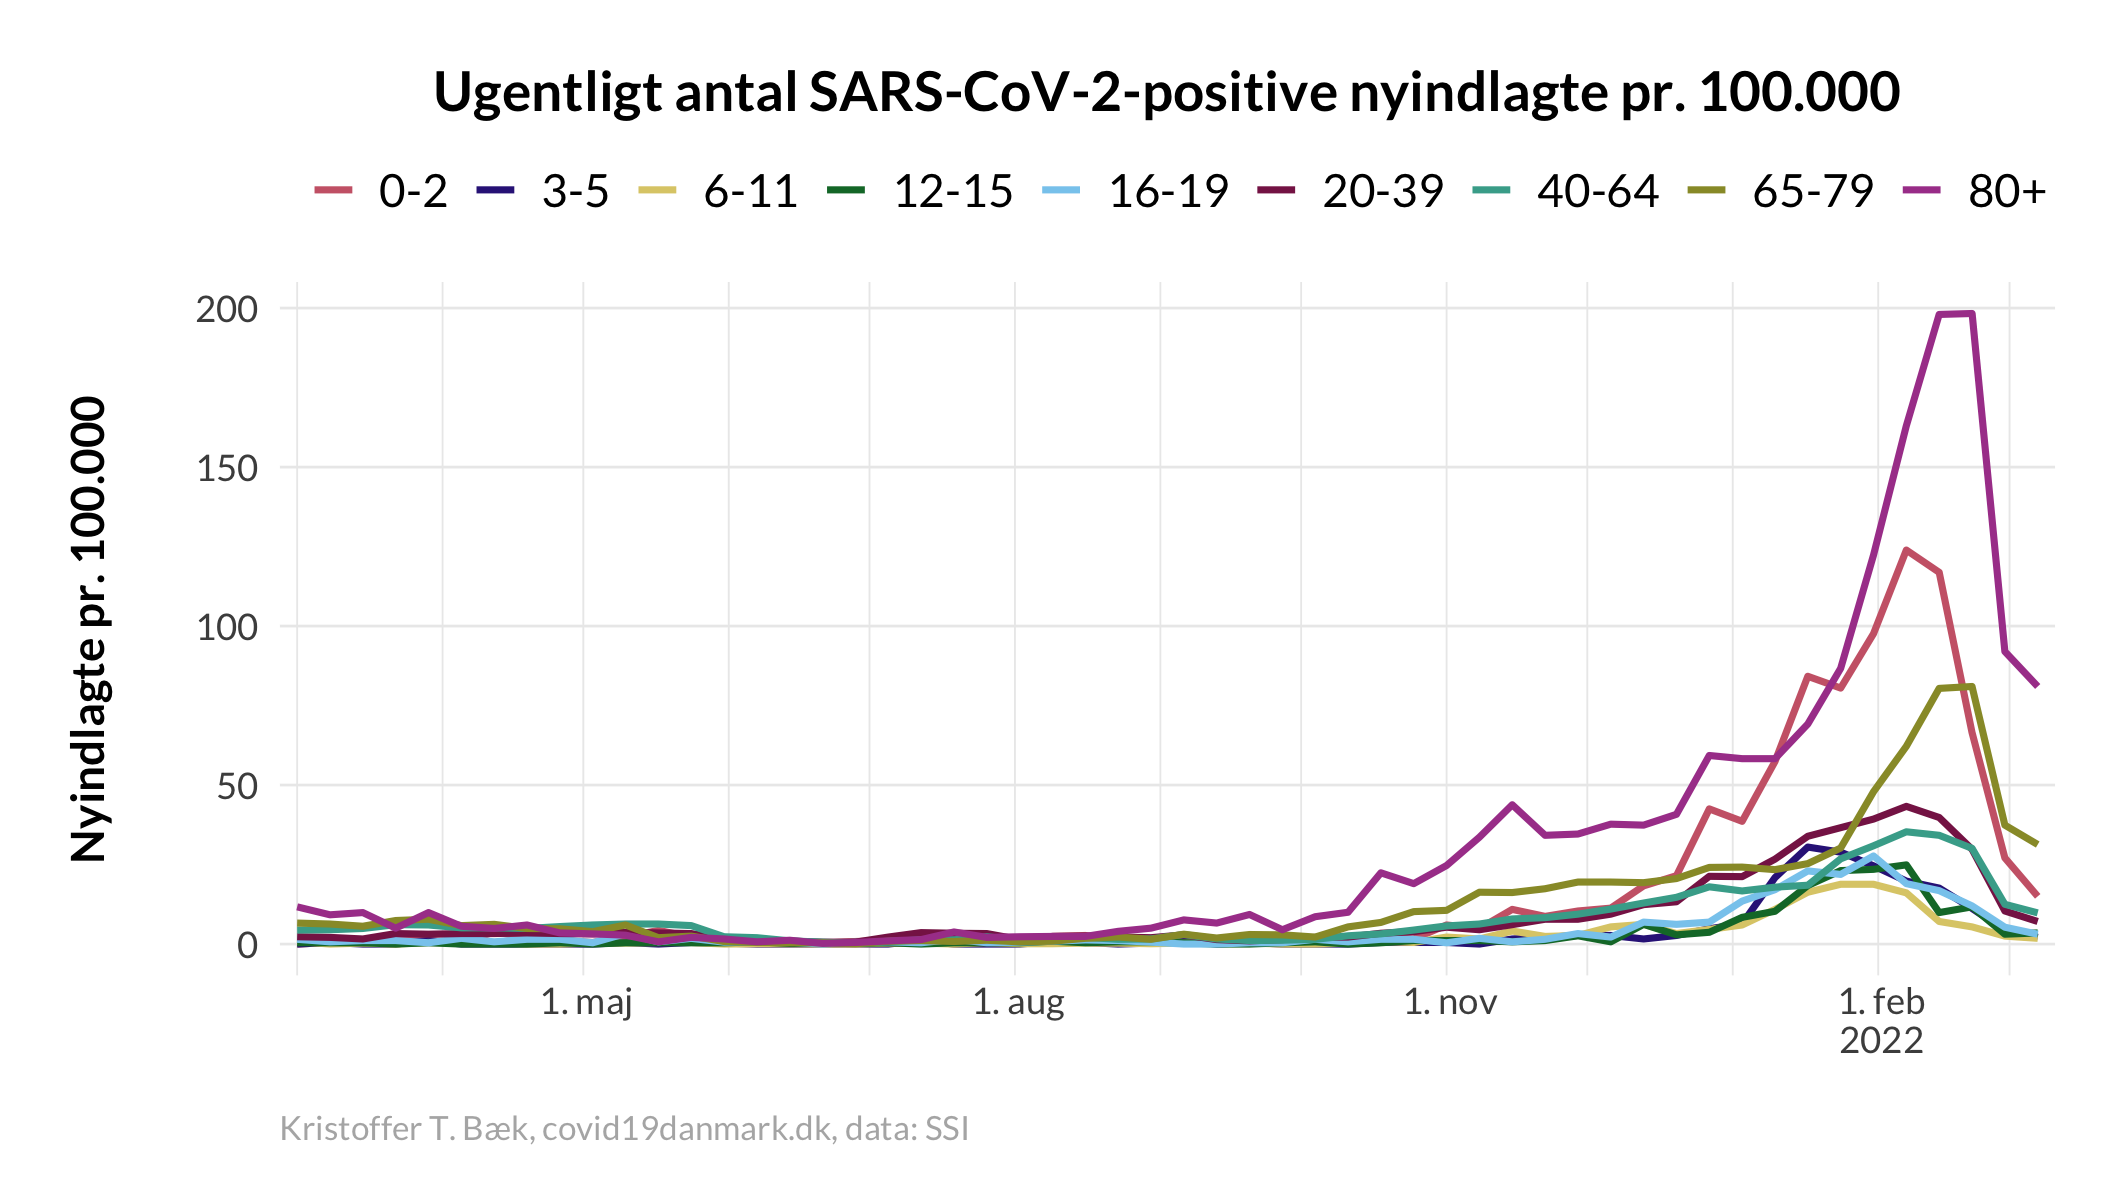 Ugentligt antal SARS-CoV-2-positive nyindlagte pr. 100.000
0-2 3-5 6-11 12-15 16-19 20-39 40-64 65-79 80+
Nyindlagte pr. 100.000
200
150
100
50
0
1. maj 1. aug 1. nov 1. feb
2022
Kristoffer T. Bæk, covid19danmark.dk, data: SSI